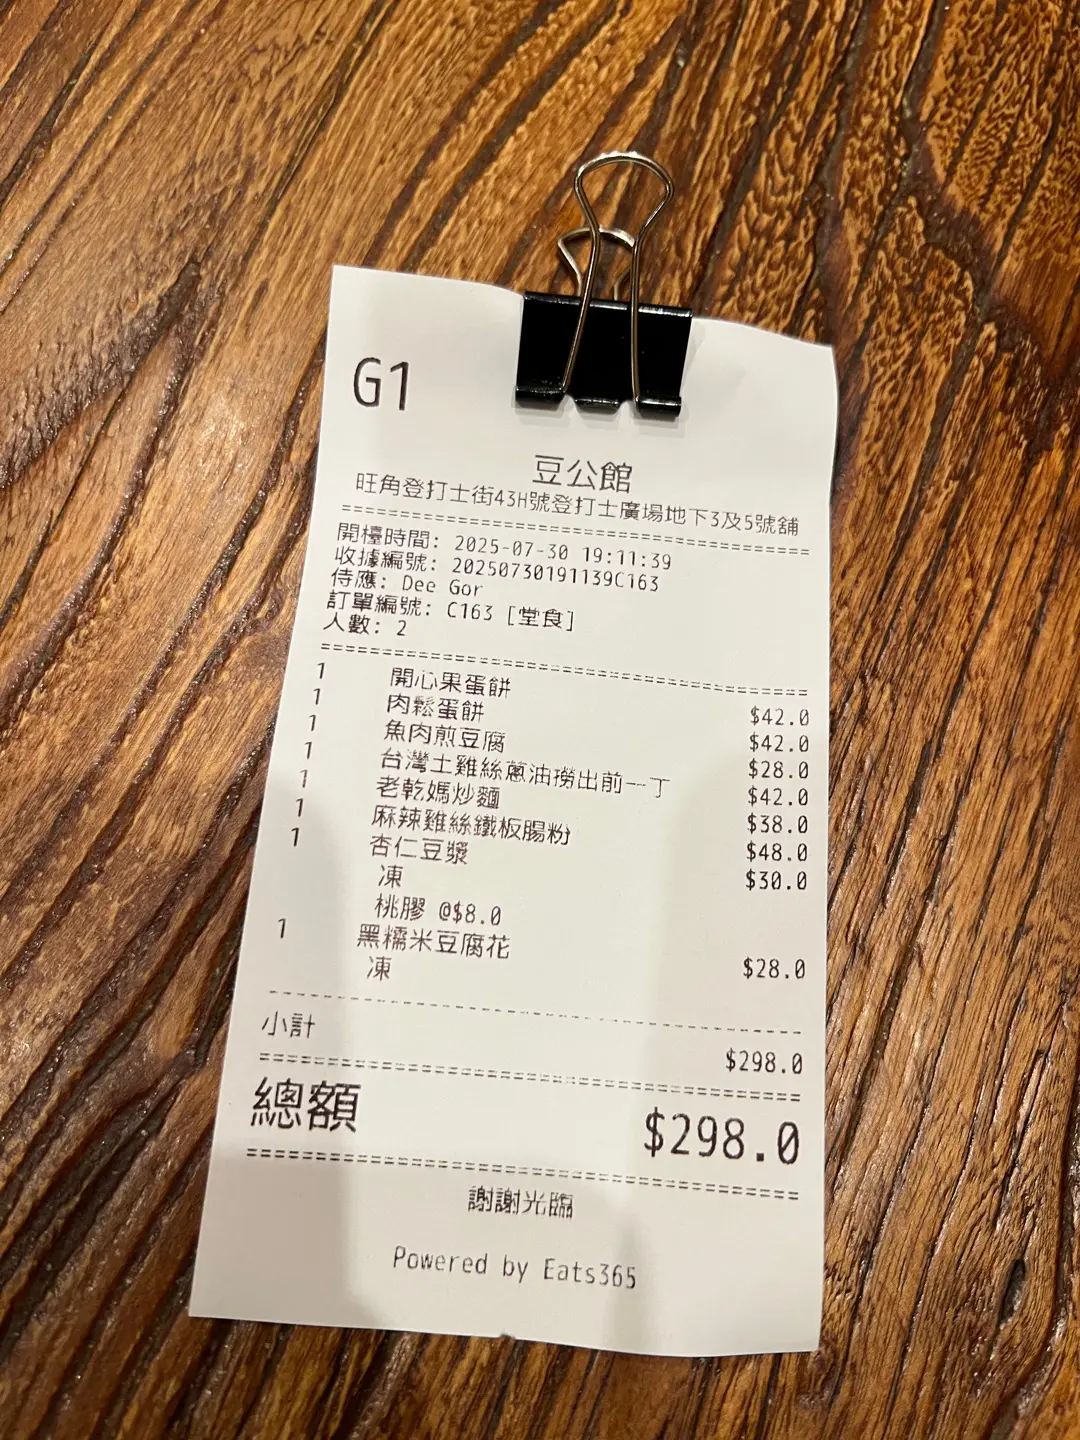 G1
豆公館
旺角登打士街43H號登打士廣場地下3及5號舖
開檯時間: 2025-07-30 19:11:39
收據編號: 20250730191139C163
侍應: Dee Gor
訂單編號: C163 [堂食]
人數: 2
1 開心果蛋餅 $42.0
1 肉鬆蛋餅 $42.0
1 魚肉煎豆腐 $28.0
1 台灣土雞絲蔥油撈出前一丁 $42.0
1 老乾媽炒麵 $38.0
1 麻辣雞絲鐵板腸粉 $48.0
1 杏仁豆漿 $30.0
凍
桃膠 @$8.0
1 黑糯米豆腐花 $28.0
凍
小計 $298.0
總額 $298.0
謝謝光臨
Powered by Eats365